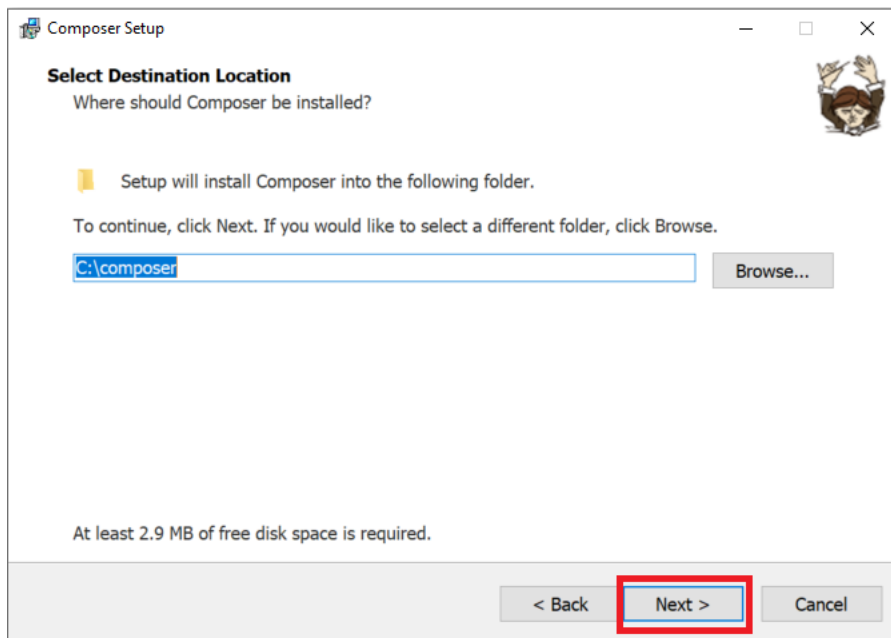 Composer Setup
Select Destination Location
Where should Composer be installed?
Setup will install Composer into the following folder.
To continue, click Next. If you would like to select a different folder, click Browse.
C:\composer
Browse...
At least 2.9 MB of free disk space is required.
< Back
Next >
Cancel